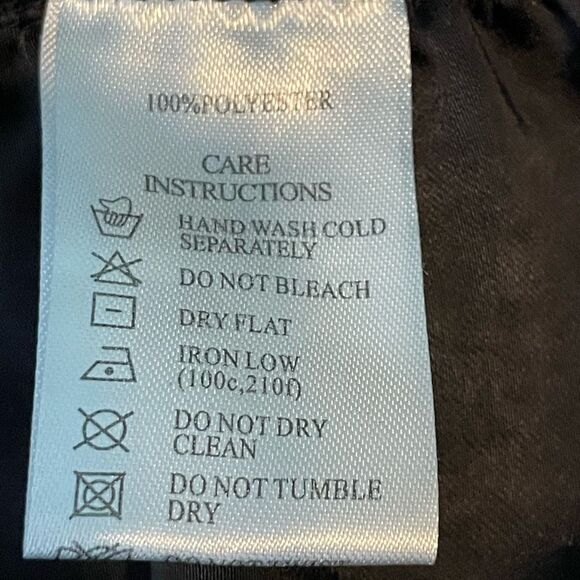 100%POLYESTER
CARE
INSTRUCTIONS
HAND WASH COLD
SEPARATELY
DO NOT BLEACH
DRY FLAT
IRON LOW
(100c,210f)
DO NOT DRY
CLEAN
DO NOT TUMBLE
DRY